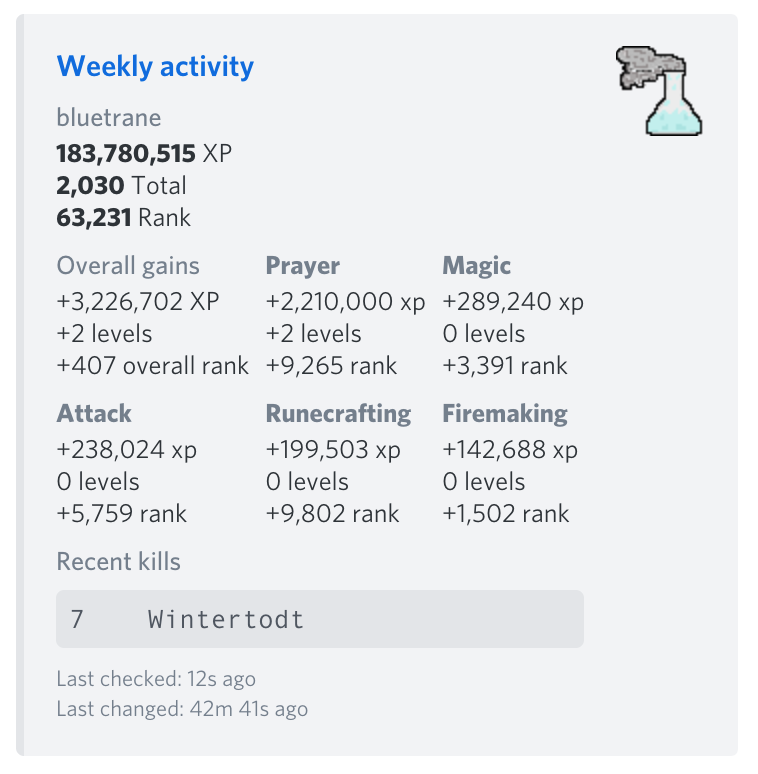 Weekly activity
bluetrane
183,780,515 XP
2,030 Total
63,231 Rank
Overall gains
+3,226,702 XP
+2 levels
+407 overall rank
Prayer
+2,210,000 xp
+2 levels
+9,265 rank
Magic
+289,240 xp
0 levels
+3,391 rank
Attack
+238,024 xp
0 levels
+5,759 rank
Runecrafting
+199,503 xp
0 levels
+9,802 rank
Firemaking
+142,688 xp
0 levels
+1,502 rank
Recent kills
7 Wintertodt
Last checked: 12s ago
Last changed: 42m 41s ago